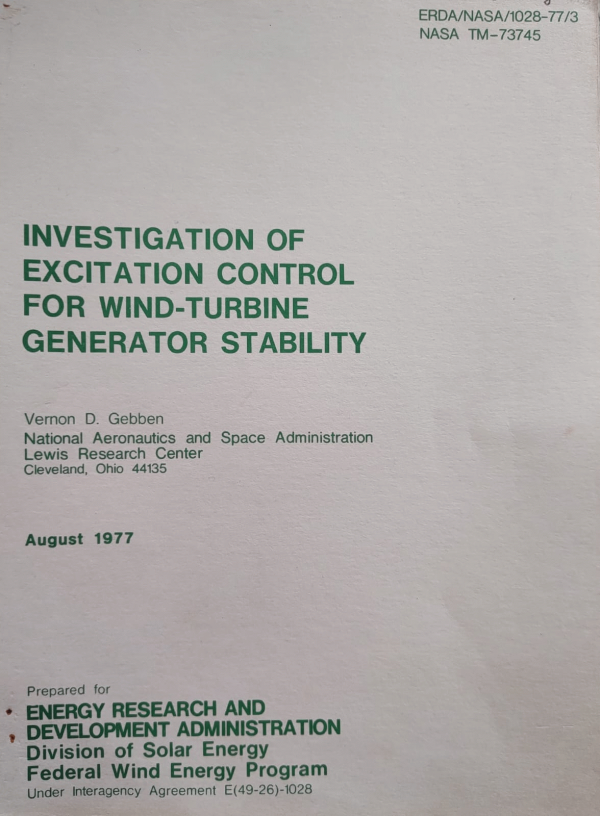 ERDA/NASA/1028-77/3
NASA TM-73745
INVESTIGATION OF
EXCITATION CONTROL
FOR WIND-TURBINE
GENERATOR STABILITY
Vernon D. Gebben
National Aeronautics and Space Administration
Lewis Research Center
Cleveland, Ohio 44135
August 1977
Prepared for
ENERGY RESEARCH AND
DEVELOPMENT ADMINISTRATION
Division of Solar Energy
Federal Wind Energy Program
Under Interagency Agreement E(49-26)-1028